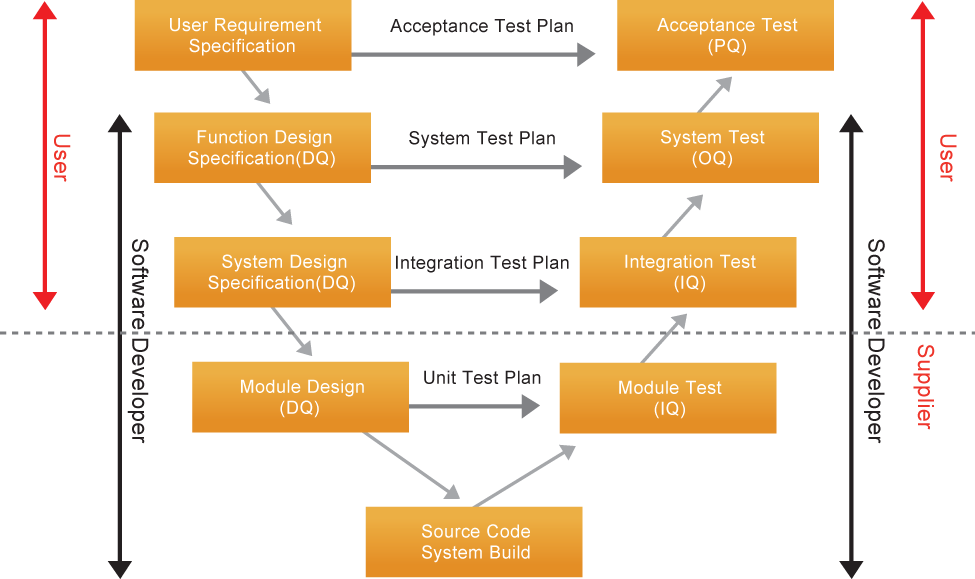 User Requirement
Specification
Acceptance Test Plan
Acceptance Test
(PQ)
User
User
Function Design
Specification(DQ)
System Test Plan
System Test
(OQ)
System Design
Specification(DQ)
Integration Test Plan
Integration Test
(IQ)
Software Developer
Software Developer
Supplier
Module Design
(DQ)
Unit Test Plan
Module Test
(IQ)
Source Code
System Build